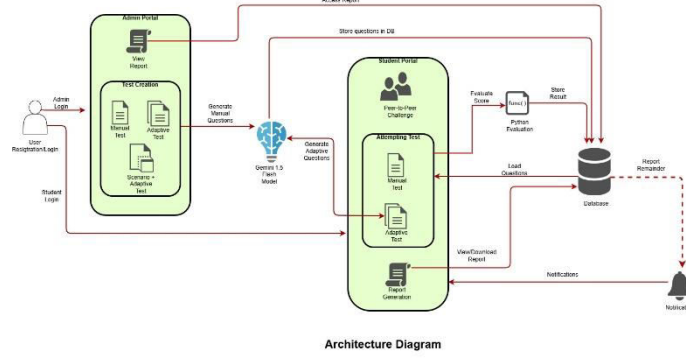 Access Report
Admin Portal
View
Report
Store questions in DB
Student Portal
Test Creation
Manual
Test
Adaptive
Test
Scenario +
Adaptive
Test
Admin
Login
User
Resgistration/Login
Student
Login
Generate
Manual
Questions
Gemini 1.5
Flash
Model
Generate
Adaptive
Questions
Peer-to-Peer
Challenge
Attempting Test
Manual
Test
Adaptive
Test
Report
Generation
Evaluate
Score
func()
Python
Evaluation
Store
Result
Load
Questions
Database
Report
Remainder
View/Download
Report
Notifications
Notificat
Architecture Diagram